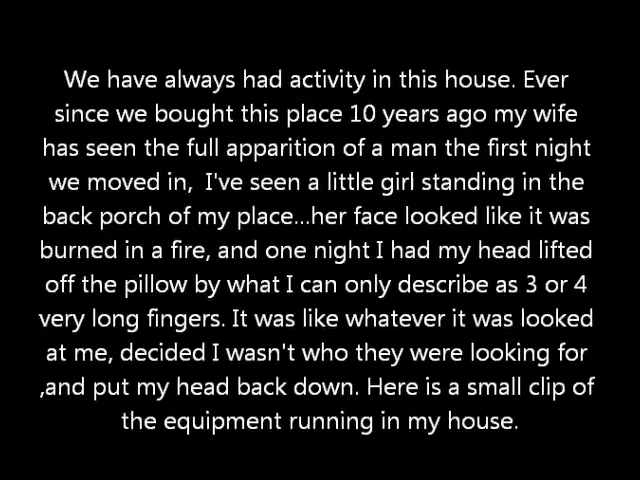 We have always had activity in this house. Ever
since we bought this place 10 years ago my wife
has seen the full apparition of a man the first night
we moved in,  I've seen a little girl standing in the
back porch of my place...her face looked like it was
burned in a fire, and one night I had my head lifted
off the pillow by what I can only describe as 3 or 4
very long fingers. It was like whatever it was looked
at me, decided I wasn't who they were looking for
,and put my head back down. Here is a small clip of
the equipment running in my house.